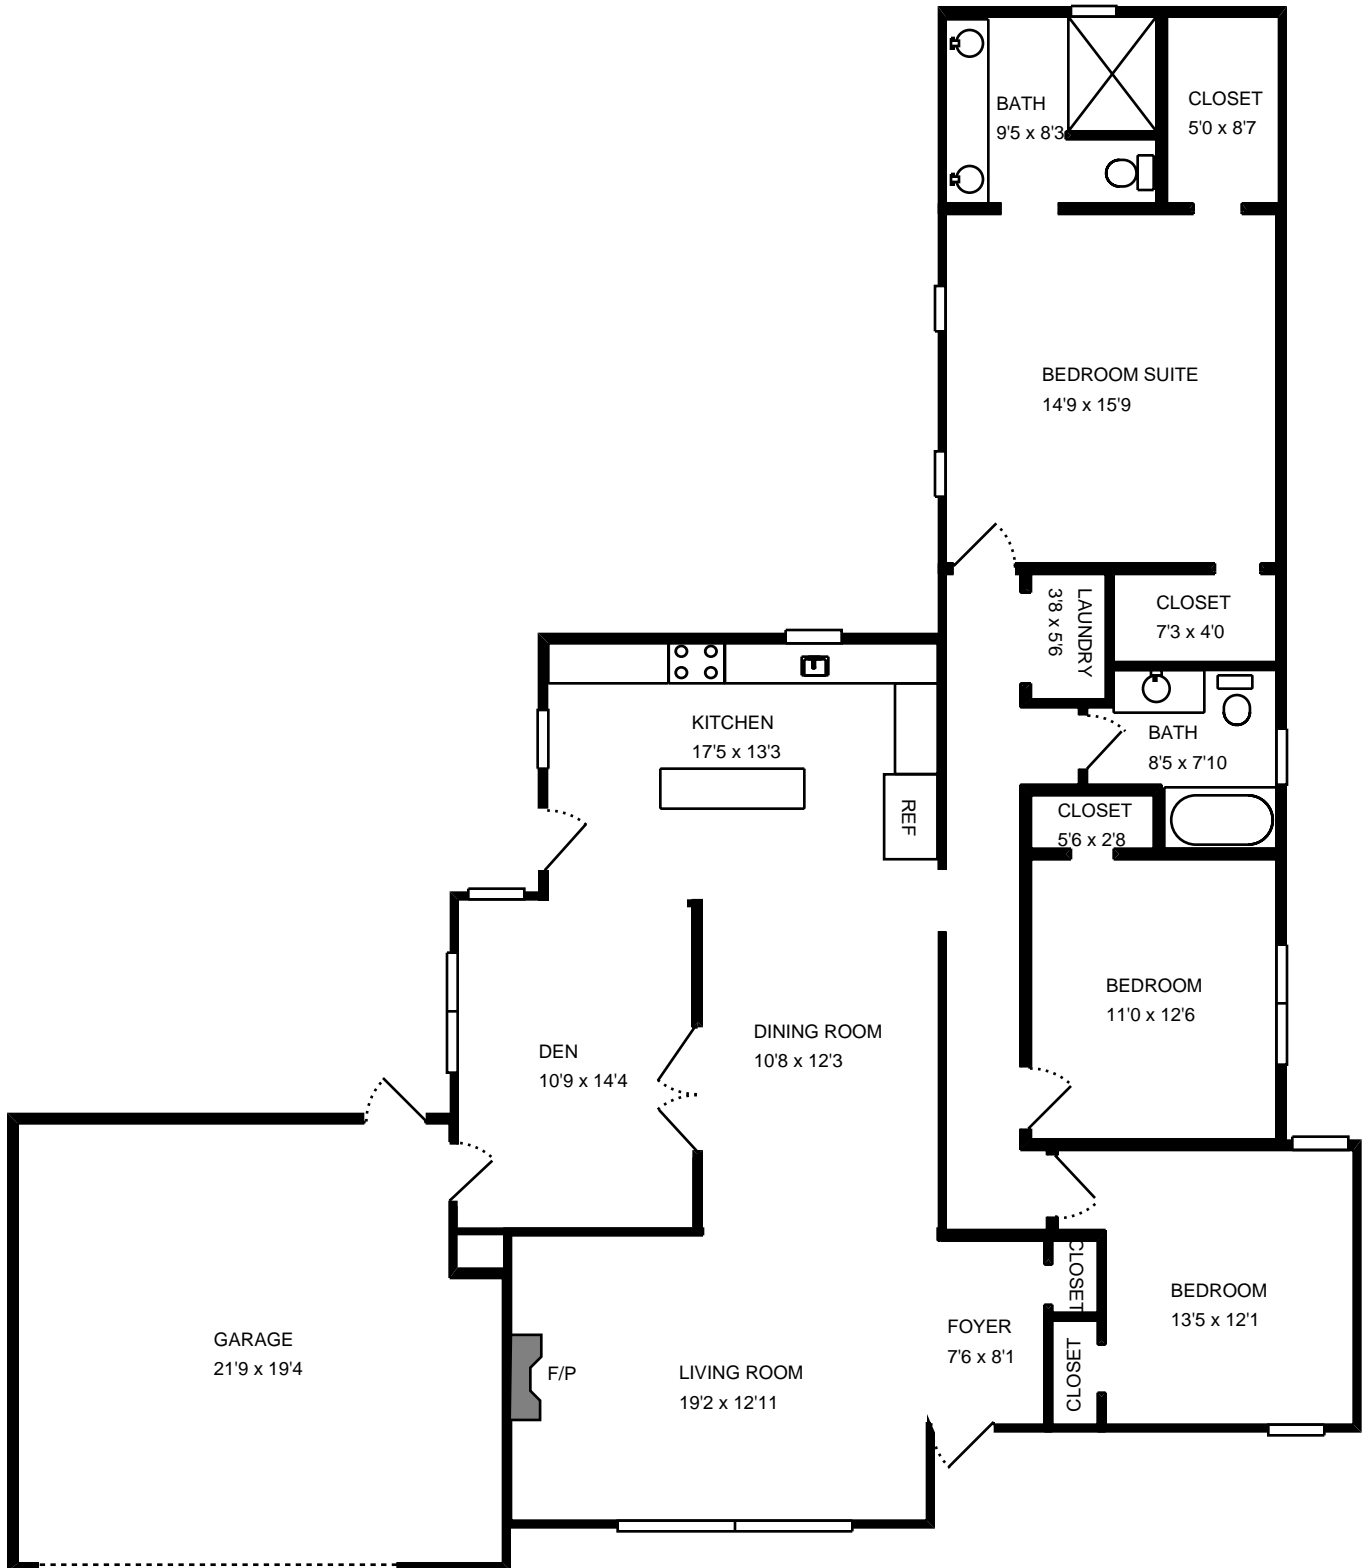 BATH
9'5 x 8'3
CLOSET
5'0 x 8'7
BEDROOM SUITE
14'9 x 15'9
LAUNDRY
3'8 x 5'6
CLOSET
7'3 x 4'0
KITCHEN
17'5 x 13'3
BATH
8'5 x 7'10
REF
CLOSET
5'6 x 2'8
BEDROOM
11'0 x 12'6
DINING ROOM
10'8 x 12'3
DEN
10'9 x 14'4
CLOSET
BEDROOM
13'5 x 12'1
FOYER
7'6 x 8'1
GARAGE
21'9 x 19'4
F/P
LIVING ROOM
19'2 x 12'11
CLOSET